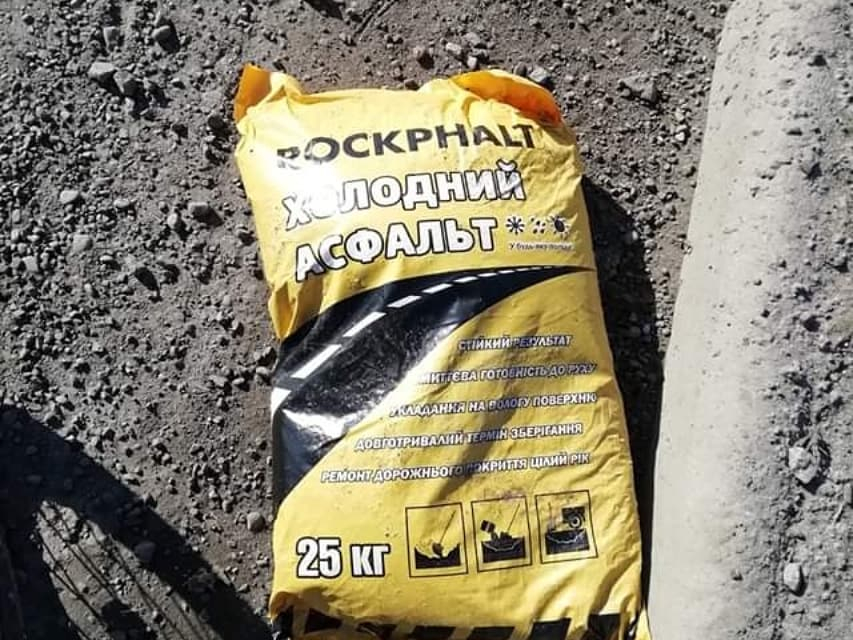 ROCKPHALT
ХОЛОДНИЙ
АСФАЛЬТ
У будь-яку погоду
СТІЙКИЙ РЕЗУЛЬТАТ
МИТТЄВА ГОТОВНІСТЬ ДО РУХУ
УКЛАДАННЯ НА ВОЛОГУ ПОВЕРХНЮ
ДОВГОТРИВАЛИЙ ТЕРМІН ЗБЕРІГАННЯ
РЕМОНТ ДОРОЖНЬОГО ПОКРИТТЯ ЦІЛИЙ РІК
25 КГ